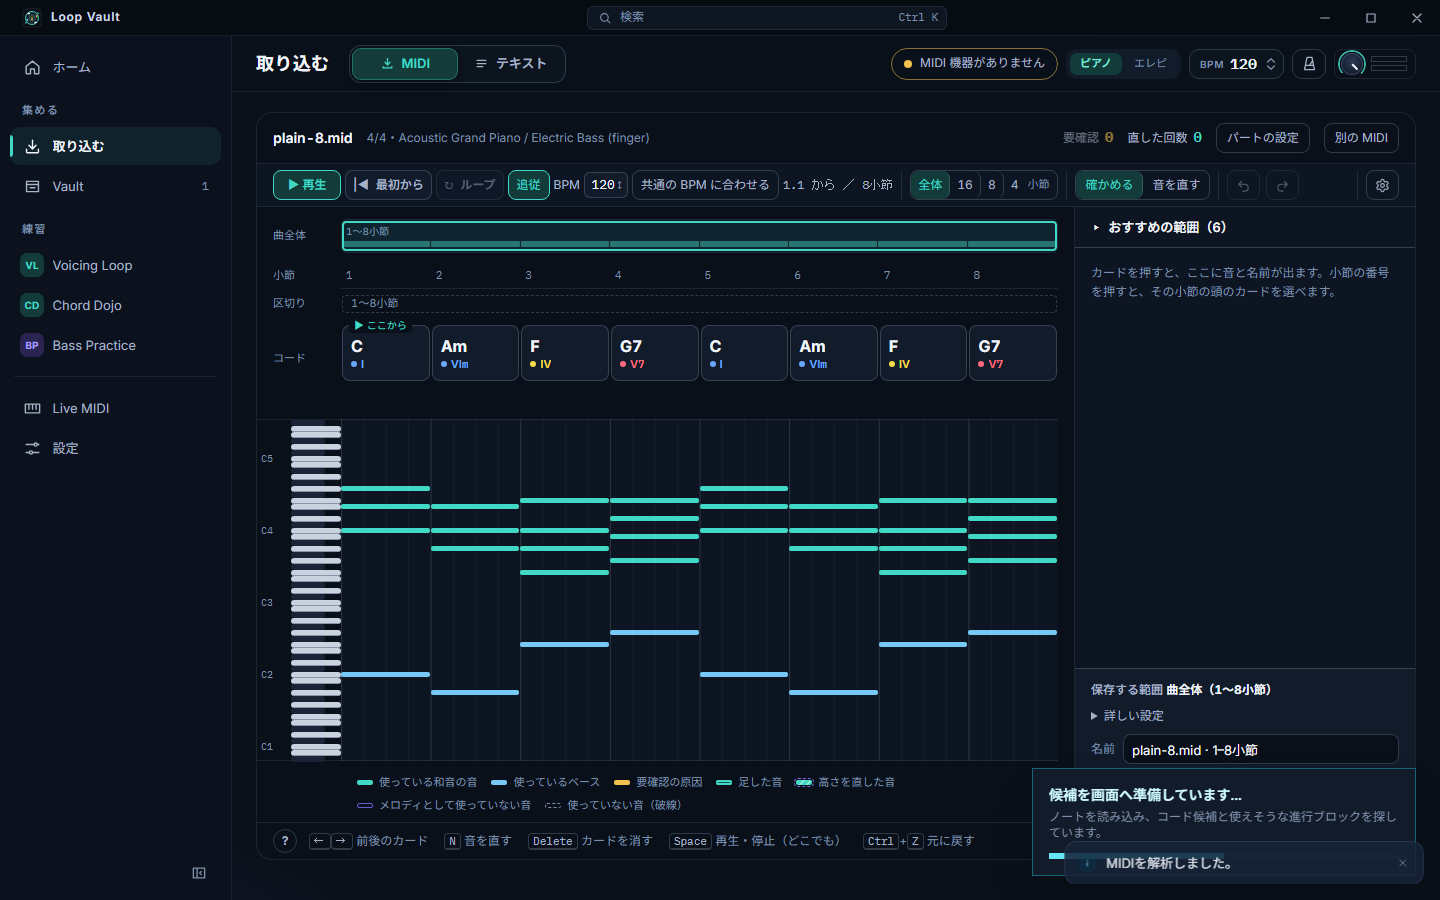 Loop Vault
検索 Ctrl K
ホーム
集める
取り込む
Vault 1
練習
VL Voicing Loop
CD Chord Dojo
BP Bass Practice
Live MIDI
設定
取り込む MIDI テキスト
MIDI 機器がありません ピアノ エレピ BPM 120
plain-8.mid 4/4・Acoustic Grand Piano / Electric Bass (finger)
要確認 0 直した回数 0 パートの設定 別の MIDI
▶ 再生 最初から ↻ ループ 追従 BPM 120 共通の BPM に合わせる 1.1 から ／ 8小節 全体 16 8 4 小節 確かめる 音を直す
曲全体 1〜8小節
小節 1 2 3 4 5 6 7 8
区切り 1〜8小節
▶ ここから
コード
C Am F G7 C Am F G7
I VIm IV V7 I VIm IV V7
C5
C4
C3
C2
C1
使っている和音の音 使っているベース 要確認の原因 足した音 高さを直した音
メロディとして使っていない音 使っていない音（破線）
? ← → 前後のカード N 音を直す Delete カードを消す Space 再生・停止（どこでも） Ctrl+Z 元に戻す
▸ おすすめの範囲（6）
カードを押すと、ここに音と名前が出ます。小節の番号
を押すと、その小節の頭のカードを選べます。
保存する範囲 曲全体（1〜8小節）
▶ 詳しい設定
名前 plain-8.mid · 1–8小節
候補を画面へ準備しています…
ノートを読み込み、コード候補と使えそうな進行ブロックを探し
ています。
i MIDIを解析しました。 ×